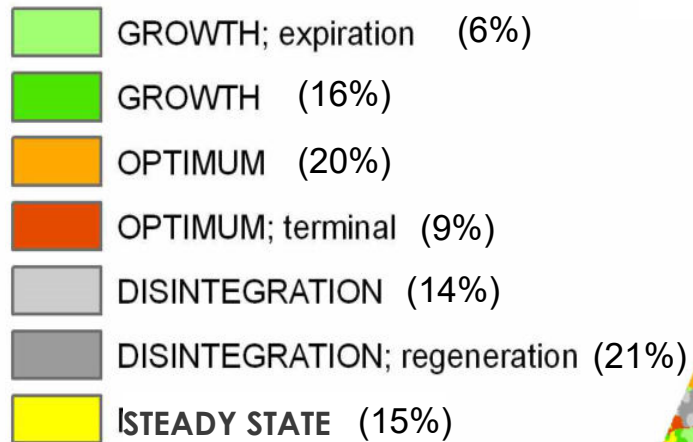 GROWTH; expiration (6%)
GROWTH (16%)
OPTIMUM (20%)
OPTIMUM; terminal (9%)
DISINTEGRATION (14%)
DISINTEGRATION; regeneration (21%)
STEADY STATE (15%)